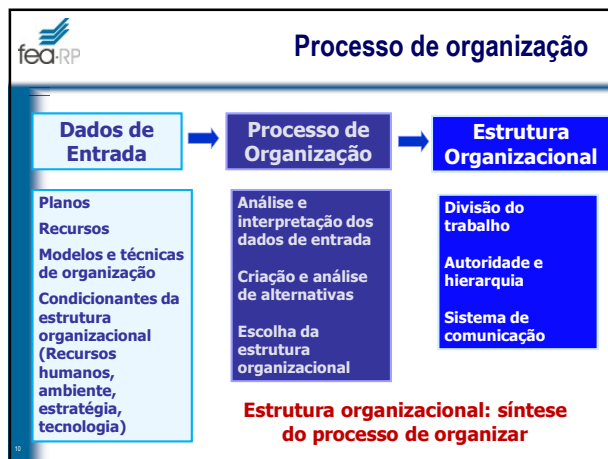 fea-RP
Processo de organização
Dados de
Entrada
Processo de
Organização
Estrutura
Organizacional
Planos
Recursos
Modelos e técnicas
de organização
Condicionantes da
estrutura
organizacional
(Recursos
humanos,
ambiente,
estratégia,
tecnologia)
Análise e
interpretação dos
dados de entrada
Criação e análise
de alternativas
Escolha da
estrutura
organizacional
Divisão do
trabalho
Autoridade e
hierarquia
Sistema de
comunicação
Estrutura organizacional: síntese
do processo de organizar
10